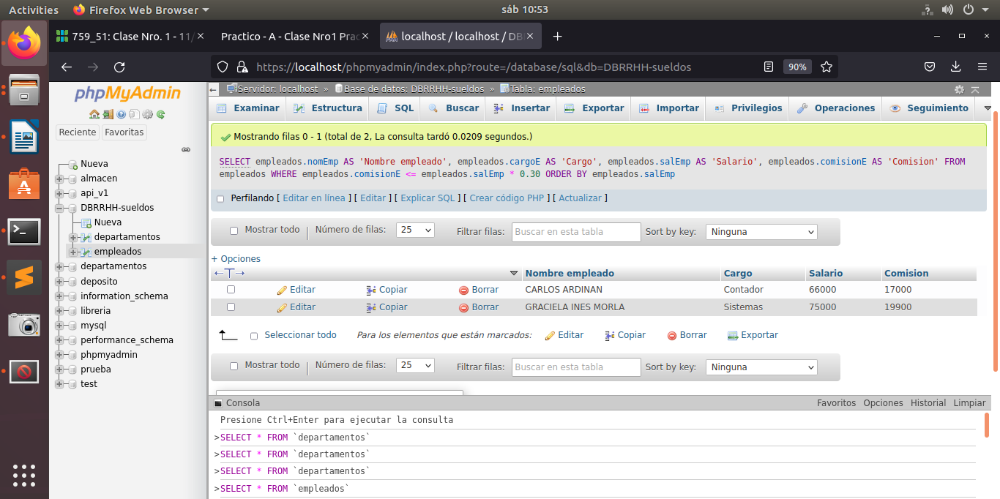 Activities Firefox Web Browser sáb 10:53
759_51: Clase Nro. 1 - 11/ Practico - A - Clase Nro1 Prac localhost / localhost / DB
https://localhost/phpmyadmin/index.php?route=/database/sql&db=DBRRHH-sueldos 90%
phpMyAdmin
Reciente Favoritas
Nueva
almacen
api_v1
DBRRHH-sueldos
Nueva
departamentos
empleados
departamentos
deposito
information_schema
libreria
mysql
performance_schema
phpmyadmin
prueba
test
Servidor: localhost » Base de datos: DBRRHH-sueldos » Tabla: empleados
Examinar Estructura SQL Buscar Insertar Exportar Importar Privilegios Operaciones Seguimiento
Mostrando filas 0 - 1 (total de 2, La consulta tardó 0.0209 segundos.)
SELECT empleados.nomEmp AS 'Nombre empleado', empleados.cargoE AS 'Cargo', empleados.salEmp AS 'Salario', empleados.comisionE AS 'Comision' FROM
empleados WHERE empleados.comisionE <= empleados.salEmp * 0.30 ORDER BY empleados.salEmp
Perfilando [ Editar en línea ] [ Editar ] [ Explicar SQL ] [ Crear código PHP ] [ Actualizar ]
Mostrar todo Número de filas: 25 Filtrar filas: Buscar en esta tabla Sort by key: Ninguna
+ Opciones
Nombre empleado Cargo Salario Comision
Editar Copiar Borrar CARLOS ARDINAN Contador 66000 17000
Editar Copiar Borrar GRACIELA INES MORLA Sistemas 75000 19900
Seleccionar todo Para los elementos que están marcados: Editar Copiar Borrar Exportar
Mostrar todo Número de filas: 25 Filtrar filas: Buscar en esta tabla Sort by key: Ninguna
Consola Favoritos Opciones Historial Limpiar
Presione Ctrl+Enter para ejecutar la consulta
>SELECT * FROM `departamentos`
>SELECT * FROM `departamentos`
>SELECT * FROM `departamentos`
>SELECT * FROM `empleados`